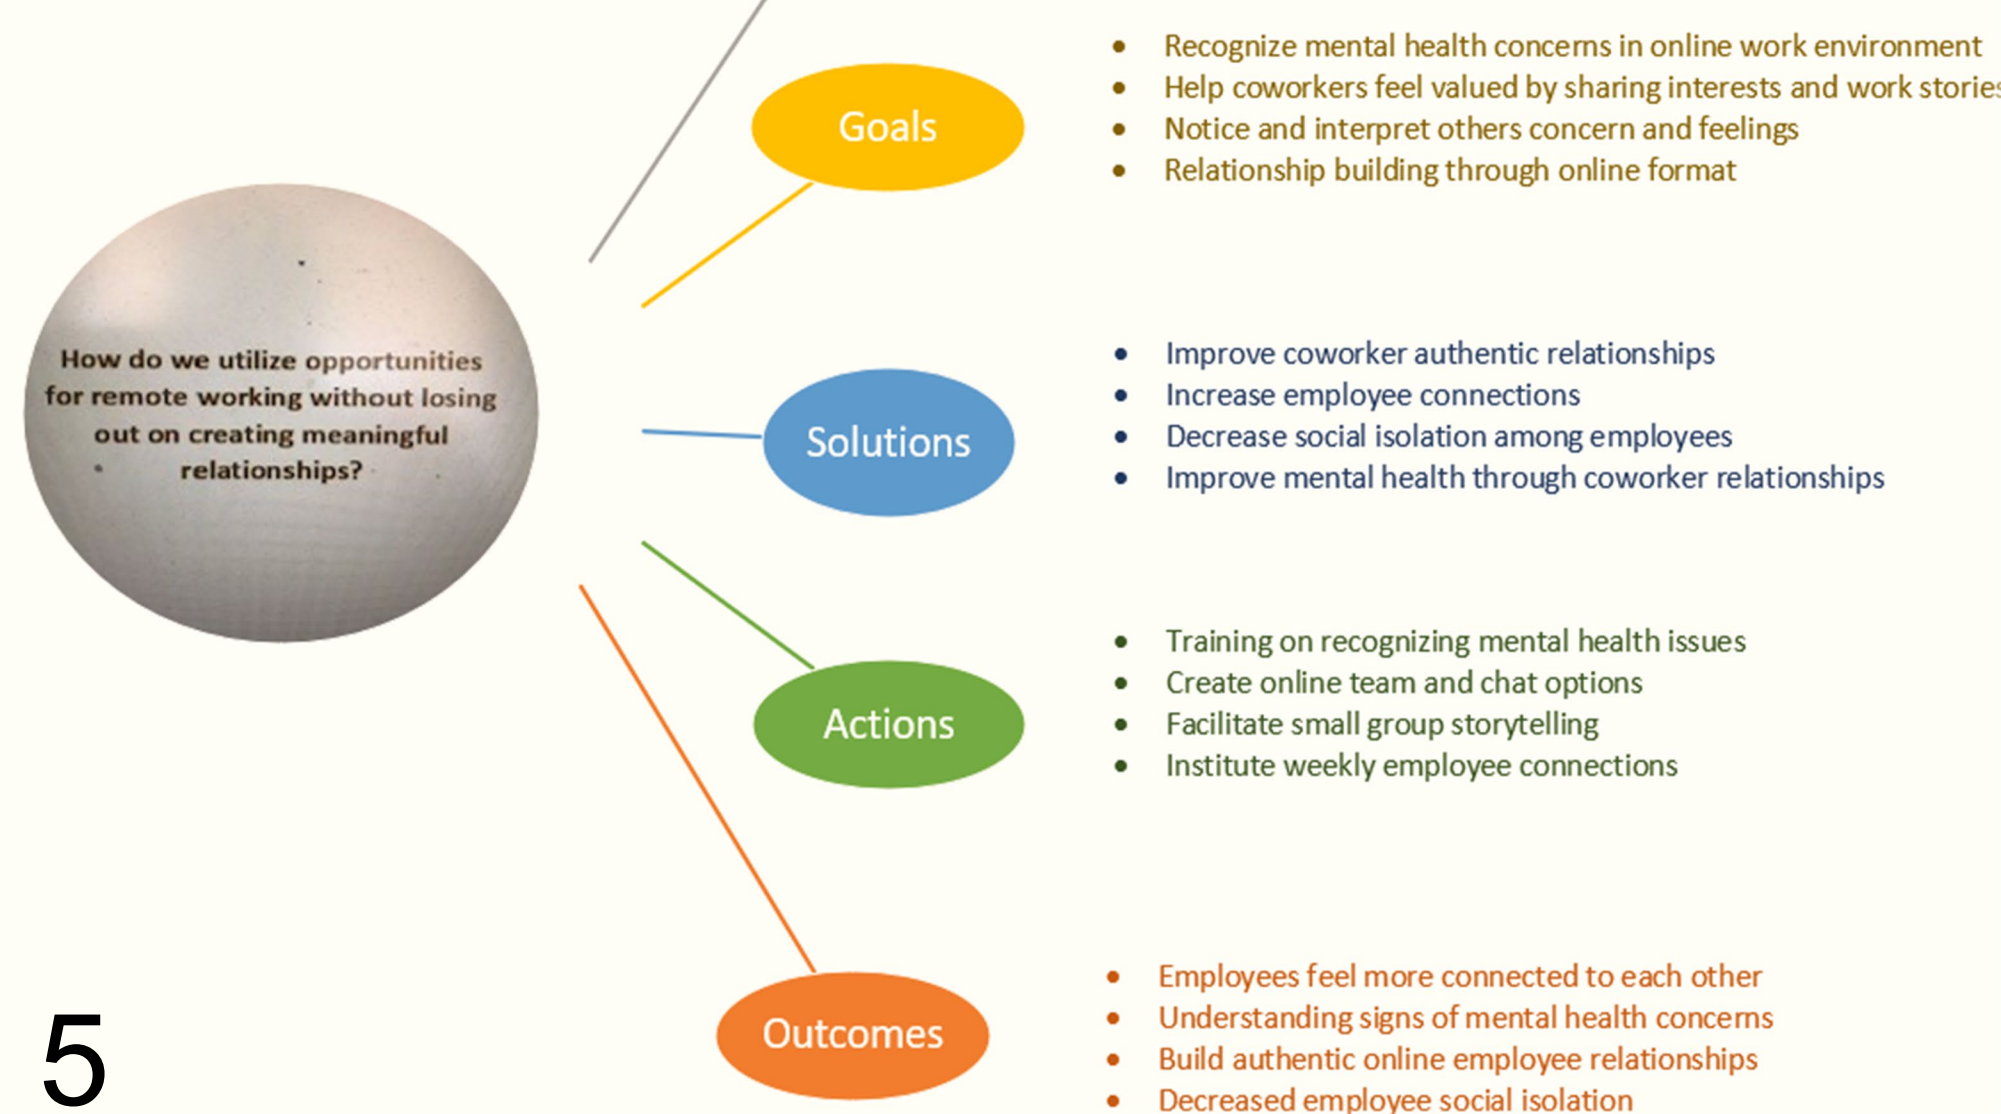 How do we utilize opportunities
for remote working without losing
out on creating meaningful
relationships?
Goals
• Recognize mental health concerns in online work environment
• Help coworkers feel valued by sharing interests and work stories
• Notice and interpret others concern and feelings
• Relationship building through online format
Solutions
• Improve coworker authentic relationships
• Increase employee connections
• Decrease social isolation among employees
• Improve mental health through coworker relationships
Actions
• Training on recognizing mental health issues
• Create online team and chat options
• Facilitate small group storytelling
• Institute weekly employee connections
Outcomes
• Employees feel more connected to each other
• Understanding signs of mental health concerns
• Build authentic online employee relationships
• Decreased employee social isolation
5